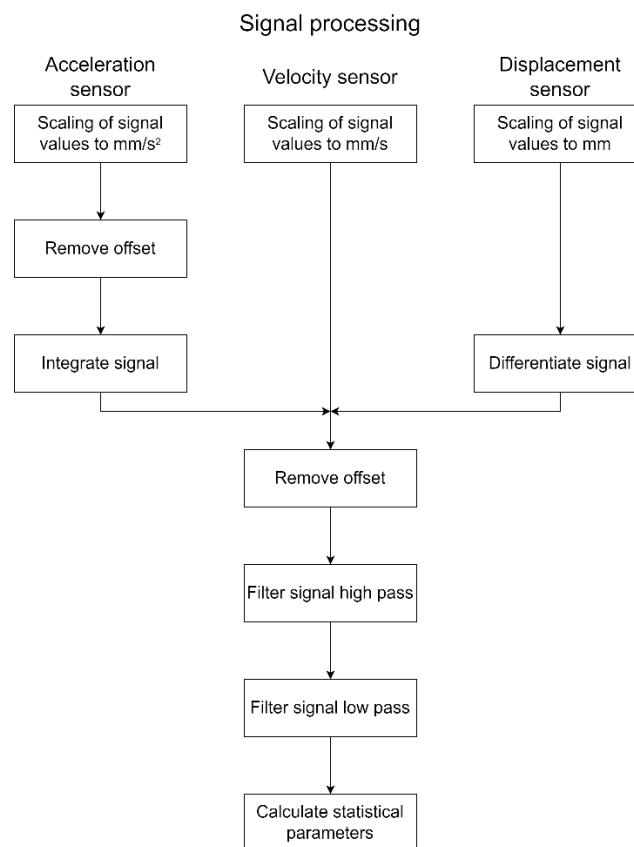 Signal processing
Acceleration
sensor
Velocity sensor
Displacement
sensor
Scaling of signal
values to mm/s²
Scaling of signal
values to mm/s
Scaling of signal
values to mm
Remove offset
Integrate signal
Differentiate signal
Remove offset
Filter signal high pass
Filter signal low pass
Calculate statistical
parameters